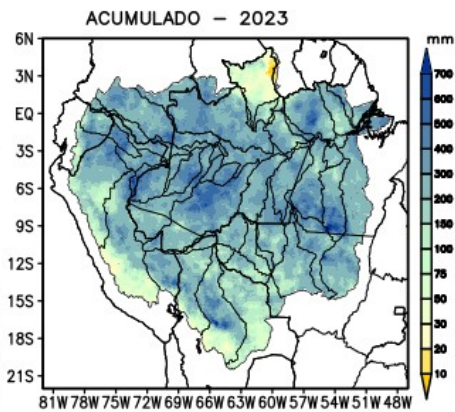 ACUMULADO – 2023
mm
6N
3N
EQ
3S
6S
9S
12S
15S
18S
21S
700
600
500
400
300
200
150
100
75
50
30
20
10
81W 78W 75W 72W 69W 66W 63W 60W 57W 54W 51W 48W